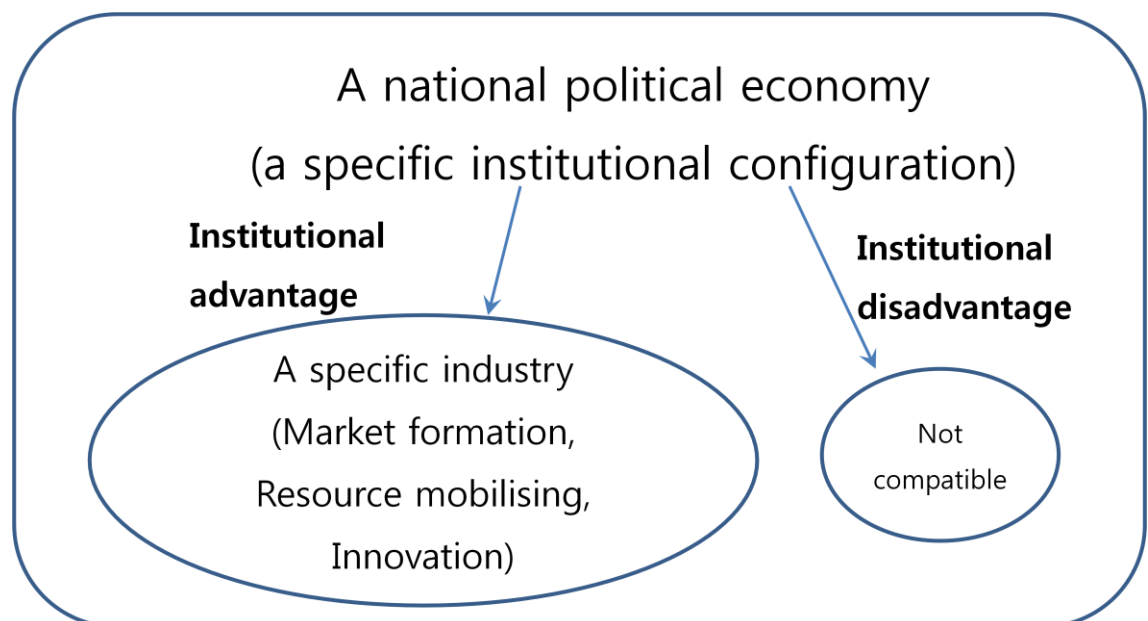 A national political economy
(a specific institutional configuration)
Institutional
advantage
Institutional
disadvantage
A specific industry
(Market formation,
Resource mobilising,
Innovation)
Not
compatible